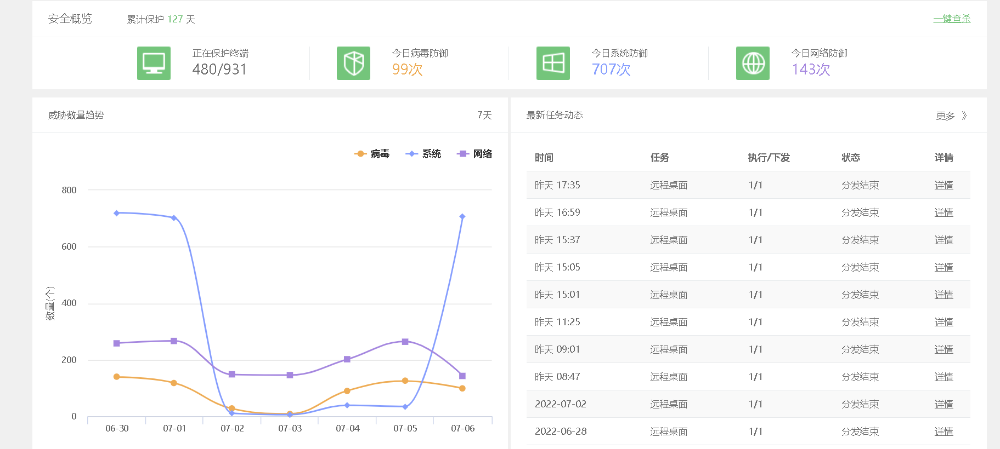 安全概览 累计保护 127 天 一键查杀
正在保护终端 今日病毒防御 今日系统防御 今日网络防御
480/931 99次 707次 143次
威胁数量趋势 7天
病毒 系统 网络
800
600
400
200
0
数量(个)
06-30 07-01 07-02 07-03 07-04 07-05 07-06
最新任务动态 更多 》
时间 任务 执行/下发 状态 详情
昨天 17:35 远程桌面 1/1 分发结束 详情
昨天 16:59 远程桌面 1/1 分发结束 详情
昨天 15:37 远程桌面 1/1 分发结束 详情
昨天 15:05 远程桌面 1/1 分发结束 详情
昨天 15:01 远程桌面 1/1 分发结束 详情
昨天 11:25 远程桌面 1/1 分发结束 详情
昨天 09:01 远程桌面 1/1 分发结束 详情
昨天 08:47 远程桌面 1/1 分发结束 详情
2022-07-02 远程桌面 1/1 分发结束 详情
2022-06-28 远程桌面 1/1 分发结束 详情